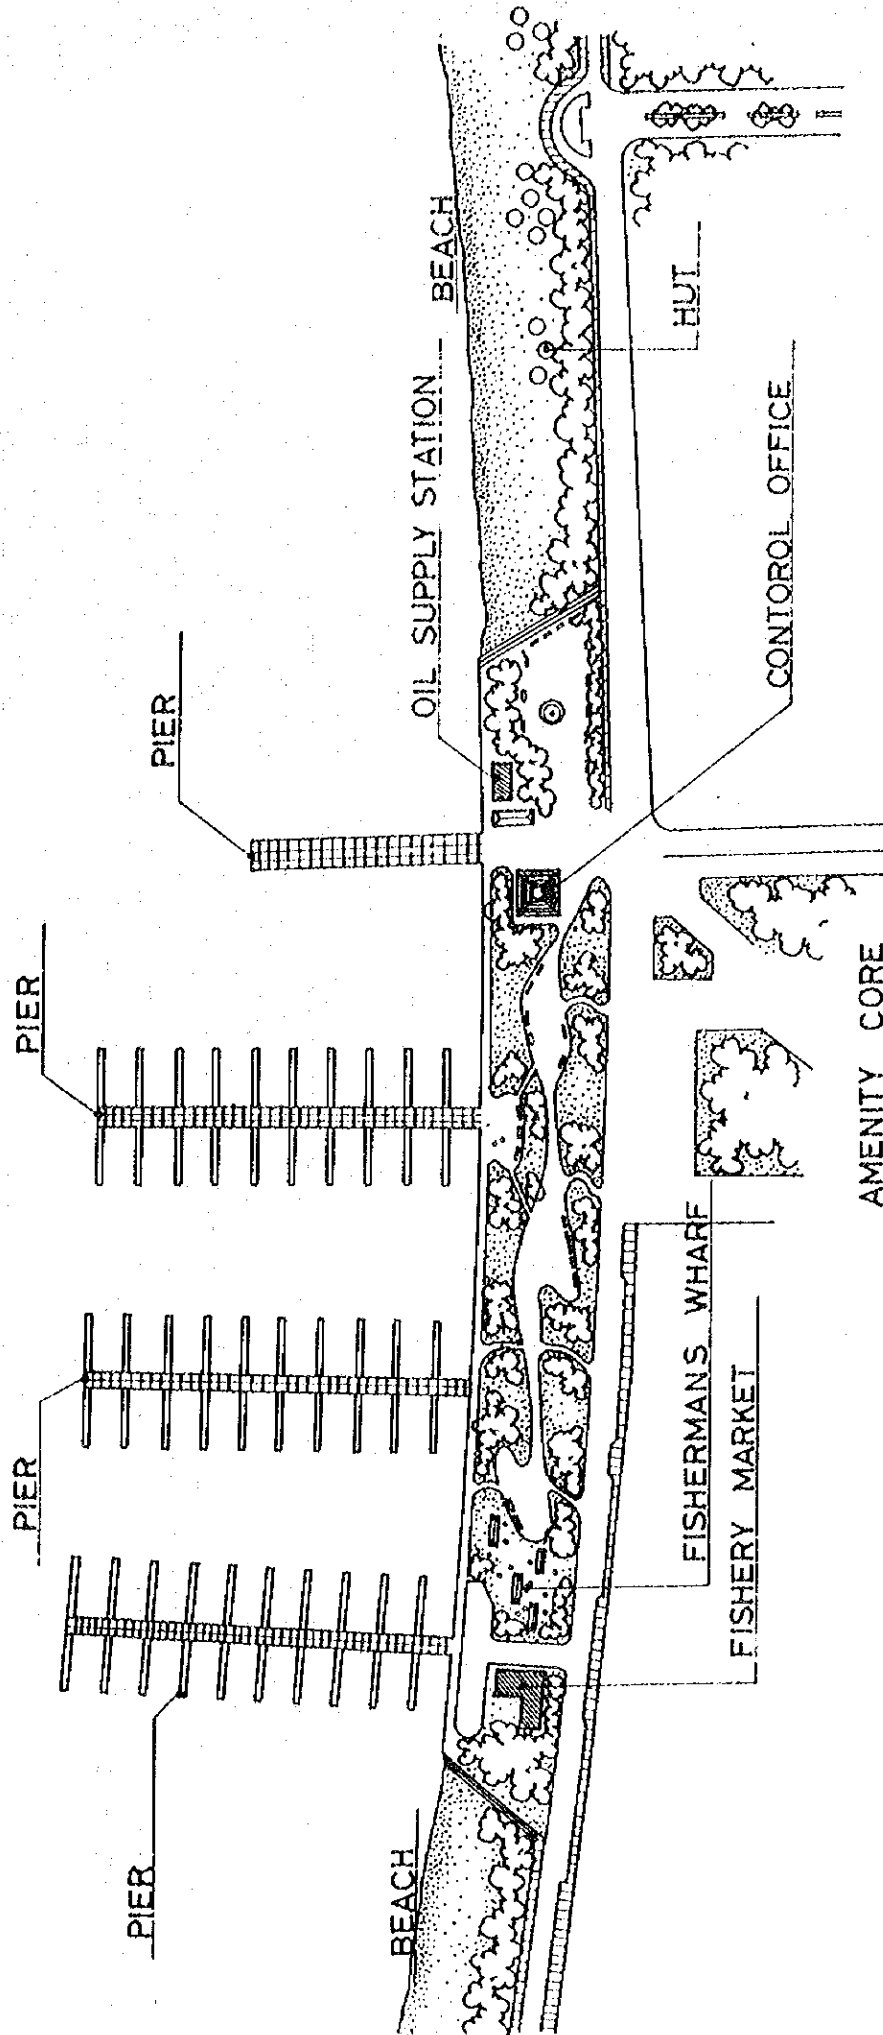 PIER
PIER
PIER
PIER
BEACH
OIL SUPPLY STATION
BEACH
HUT
CONTOROL OFFICE
FISHERMANS WHARF
FISHERY MARKET
AMENITY CORE